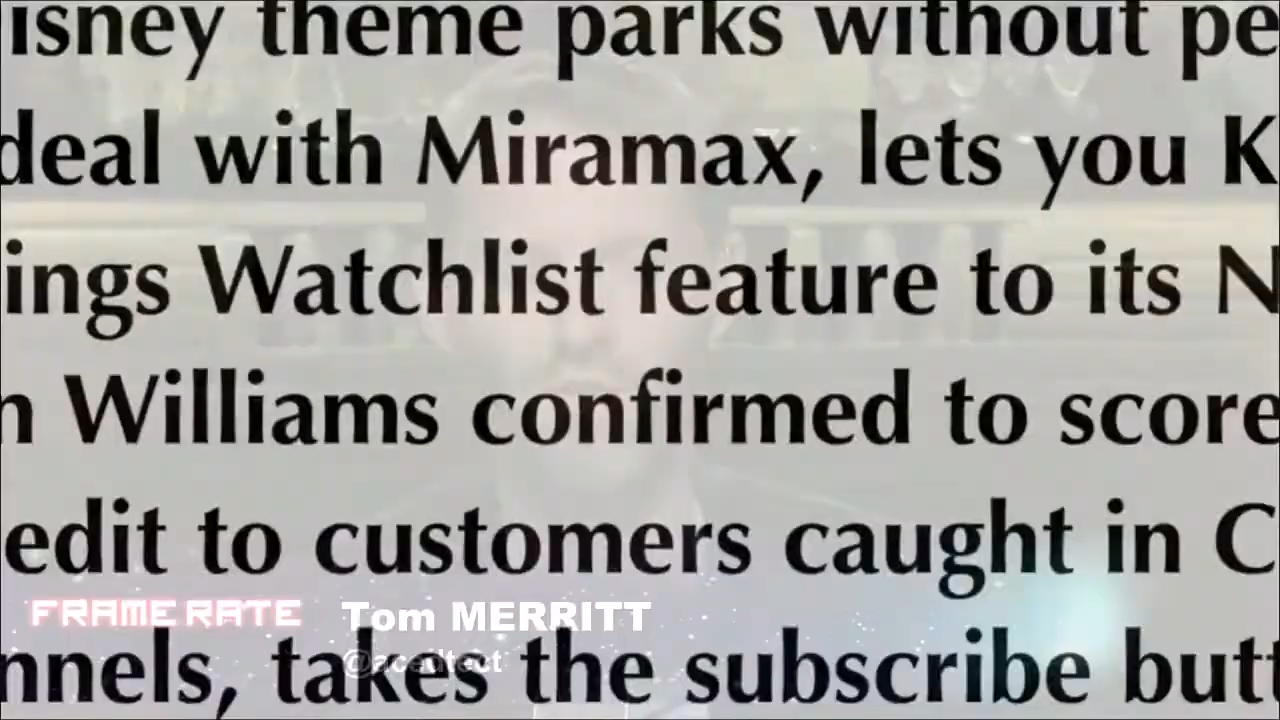 isney theme parks without pe
deal with Miramax, lets you K
ings Watchlist feature to its N
n Williams confirmed to score
edit to customers caught in C
FRAME RATE Tom MERRITT
@acedtect
nnels, takes the subscribe butt